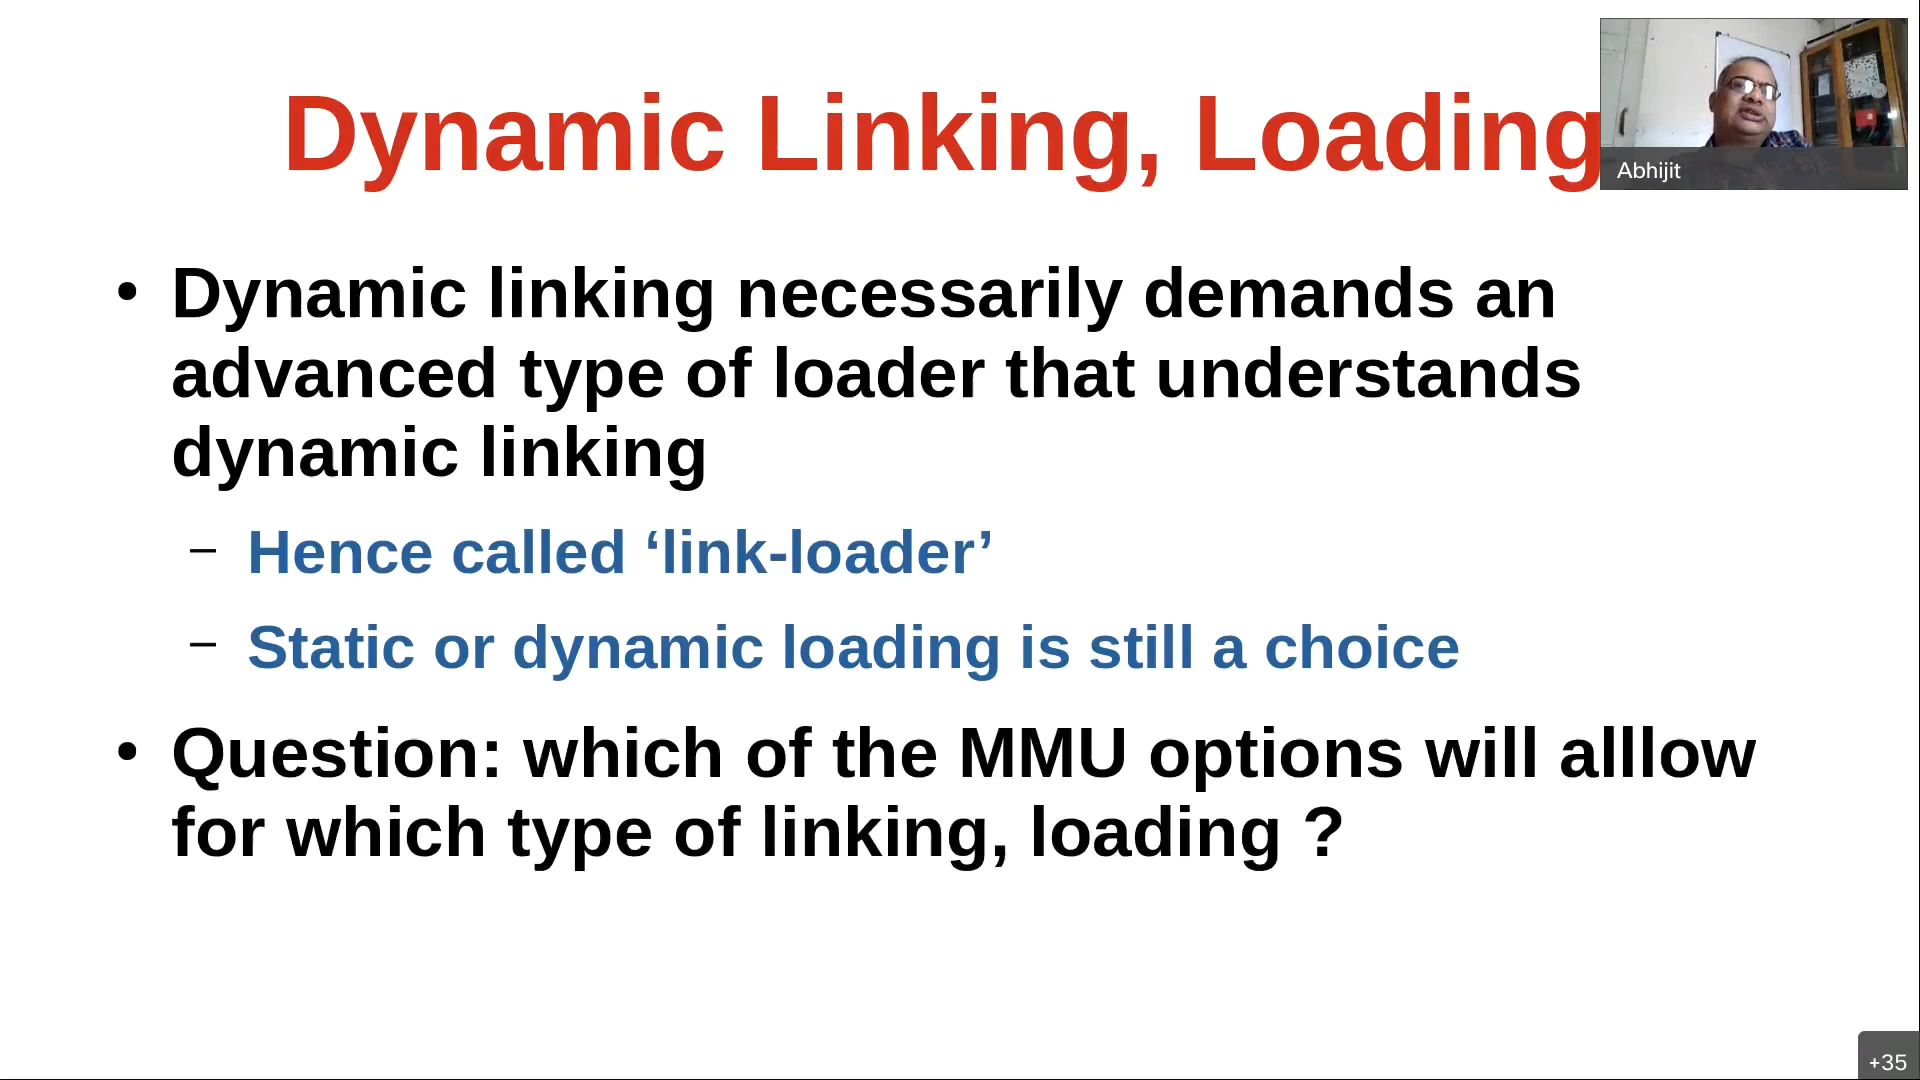 Dynamic Linking, Loading
Abhijit
• Dynamic linking necessarily demands an
advanced type of loader that understands
dynamic linking
– Hence called ‘link-loader’
– Static or dynamic loading is still a choice
• Question: which of the MMU options will alllow
for which type of linking, loading ?
+35